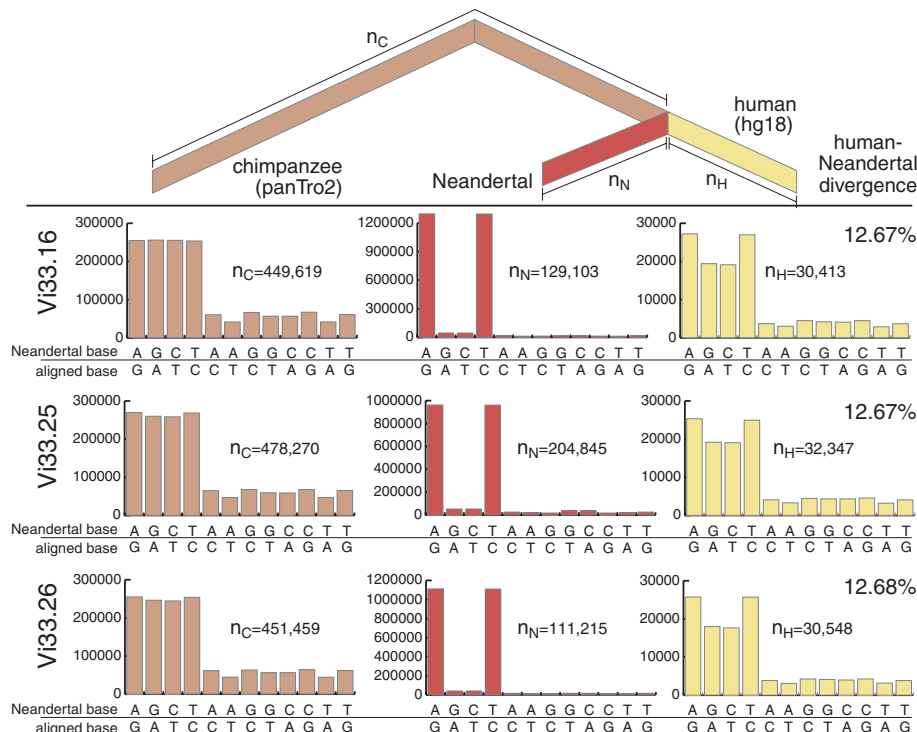 n_C
human
(hg18)
human-
Neandertal
divergence
chimpanzee
(panTro2)
Neandertal
n_N
n_H
Vi33.16
300000
200000
100000
0
n_C=449,619
1200000
900000
600000
300000
0
n_N=129,103
30000
20000
10000
0
n_H=30,413
12.67%
Neandertal base A G C T A A G G C C T T A G C T A A G G C C T T A G C T A A G G C C T T
aligned base G A T C C T C T A G A G G A T C C T C T A G A G G A T C C T C T A G A G
Vi33.25
300000
200000
100000
0
n_C=478,270
1000000
800000
600000
400000
200000
0
n_N=204,845
30000
20000
10000
0
n_H=32,347
12.67%
Neandertal base A G C T A A G G C C T T A G C T A A G G C C T T A G C T A A G G C C T T
aligned base G A T C C T C T A G A G G A T C C T C T A G A G G A T C C T C T A G A G
Vi33.26
300000
200000
100000
0
n_C=451,459
1200000
1000000
800000
600000
400000
200000
0
n_N=111,215
30000
20000
10000
0
n_H=30,548
12.68%
Neandertal base A G C T A A G G C C T T A G C T A A G G C C T T A G C T A A G G C C T T
aligned base G A T C C T C T A G A G G A T C C T C T A G A G G A T C C T C T A G A G